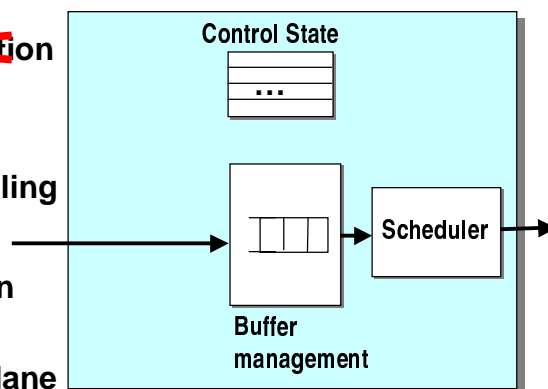 tion
Control State
...
ling
Scheduler
n
Buffer
management
lane